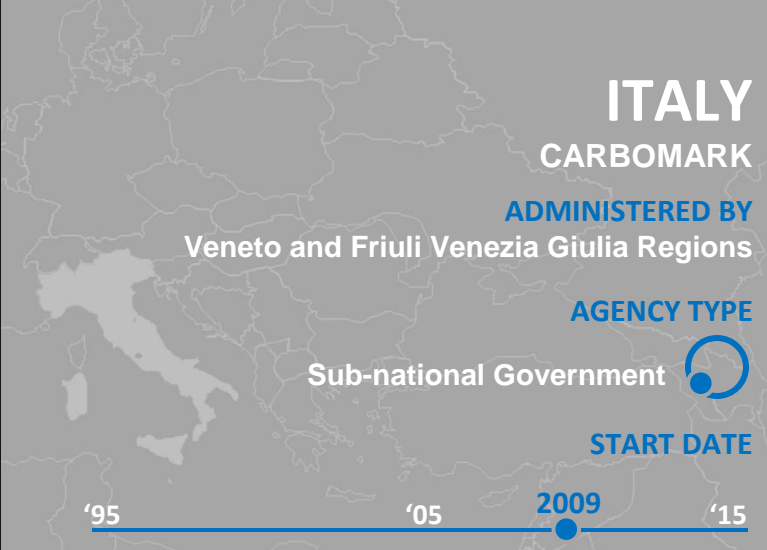 ITALY
CARBOMARK
ADMINISTERED BY
Veneto and Friuli Venezia Giulia Regions
AGENCY TYPE
Sub-national Government
START DATE
‘95 ‘05 2009 ‘15